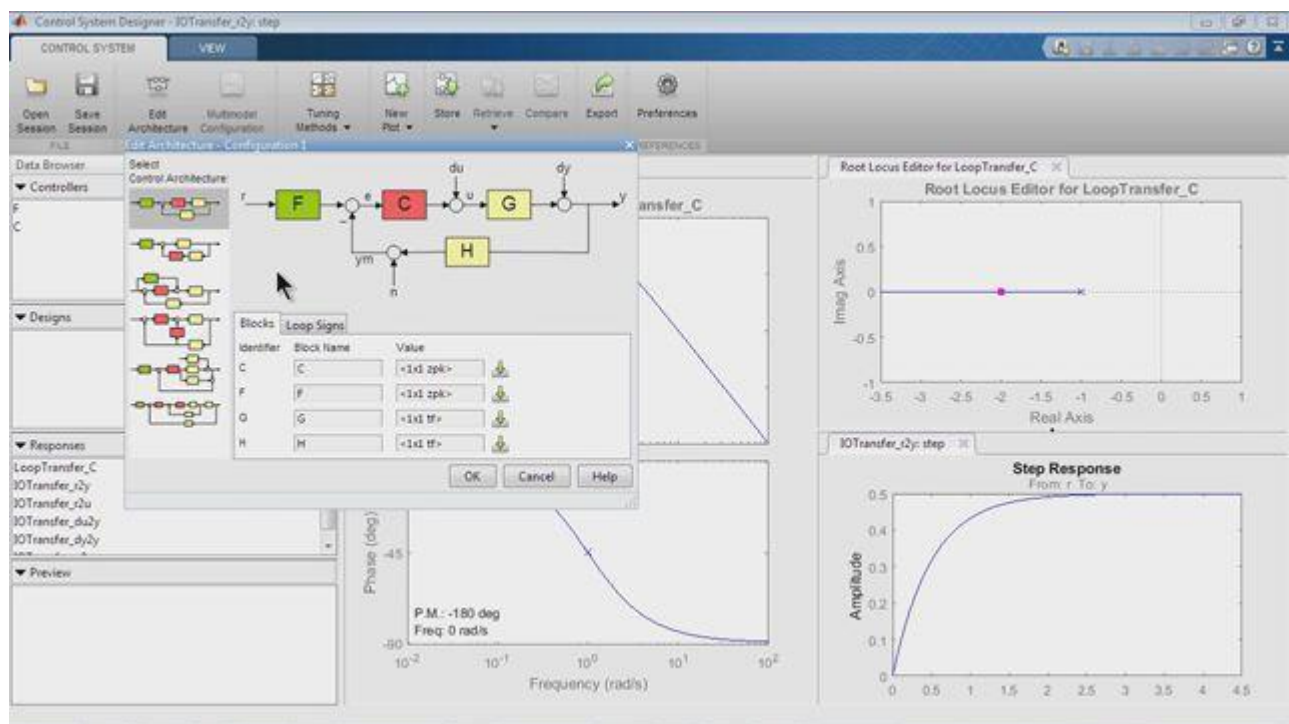 Control System Designer - IOTransfer_r2y: step
CONTROL SYSTEM VIEW
Open Session
Save Session
Edit Architecture
Multimodel Configuration
Tuning Methods
New Plot
Store
Retrieve
Compare
Export
Preferences
FILE
Edit Architecture - Configuration 1
Data Browser
Controllers
F
C
Designs
Responses
LoopTransfer_C
IOTransfer_r2y
IOTransfer_r2u
IOTransfer_du2y
IOTransfer_dy2y
Preview
Select
Control Architecture
r F e C du u G dy y
−
ym H
n
Blocks Loop Signs
Identifier Block Name Value
C C <1x1 zpk>
F F <1x1 zpk>
G G <1x1 tf>
H H <1x1 tf>
OK Cancel Help
ansfer_C
Phase (deg)
-45
-90
P.M.: -180 deg
Freq: 0 rad/s
10-2 10-1 100 101 102
Frequency (rad/s)
Root Locus Editor for LoopTransfer_C
Root Locus Editor for LoopTransfer_C
Imag Axis
1
0.5
0
-0.5
-1
-3.5 -3 -2.5 -2 -1.5 -1 -0.5 0 0.5 1
Real Axis
IOTransfer_r2y: step
Step Response
From: r To: y
Amplitude
0.5
0.4
0.3
0.2
0.1
0
0 0.5 1 1.5 2 2.5 3 3.5 4 4.5